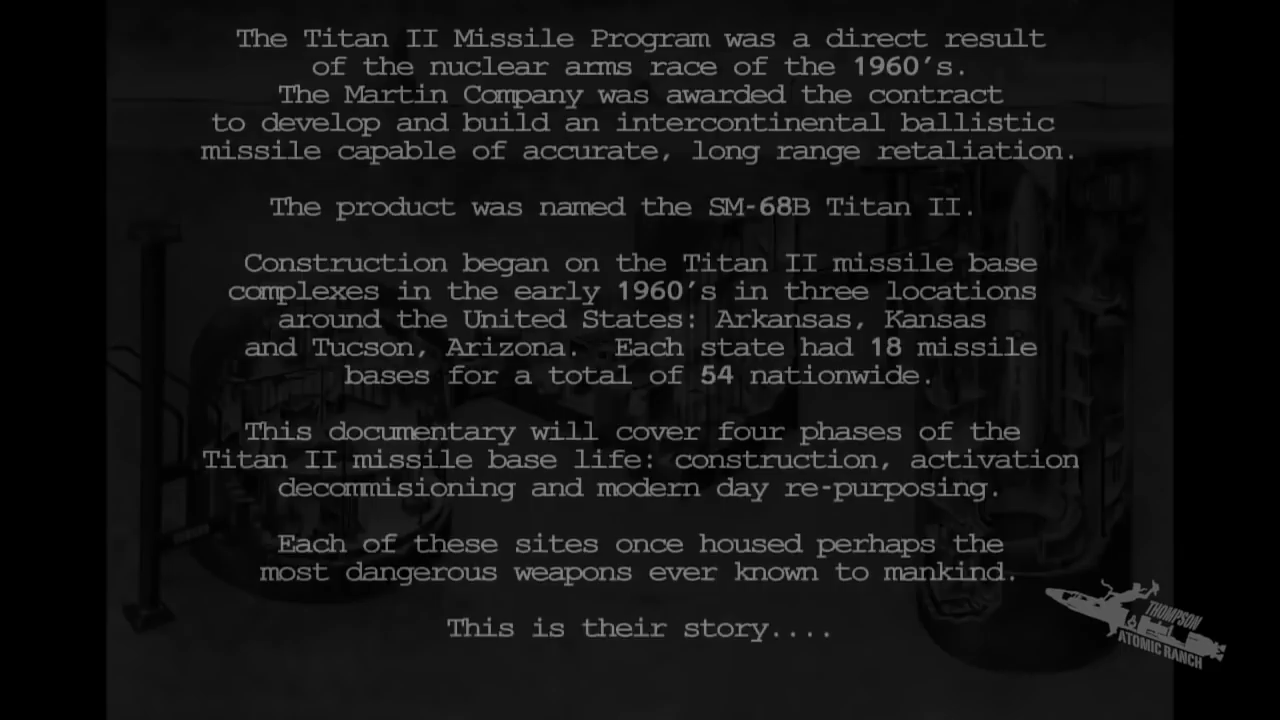 The Titan II Missile Program was a direct result
of the nuclear arms race of the 1960's.
The Martin Company was awarded the contract
to develop and build an intercontinental ballistic
missile capable of accurate, long range retaliation.
The product was named the SM-68B Titan II.
Construction began on the Titan II missile base
complexes in the early 1960's in three locations
around the United States: Arkansas, Kansas
and Tucson, Arizona. Each state had 18 missile
bases for a total of 54 nationwide.
This documentary will cover four phases of the
Titan II missile base life: construction, activation
decommisioning and modern day re-purposing.
Each of these sites once housed perhaps the
most dangerous weapons ever known to mankind.
This is their story....
THOMPSON
ATOMIC RANCH